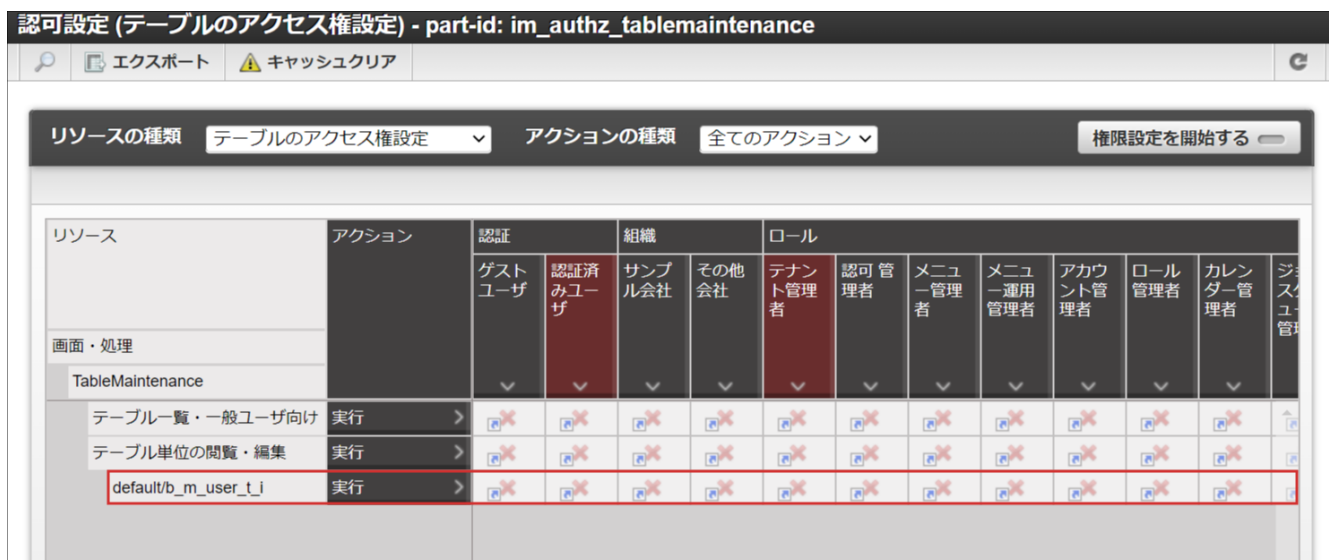 認可設定 (テーブルのアクセス権設定) - part-id: im_authz_tablemaintenance
エクスポート キャッシュクリア
リソースの種類 テーブルのアクセス権設定 アクションの種類 全てのアクション 権限設定を開始する
リソース アクション 認証 組織 ロール
ゲスト 認証済 サンプ その他 テナン 認可 管 メニュ メニュ アカウ ロール カレン
ユーザ みユー ル会社 会社 ト管理 理者 ー管理 ー運用 ント管 管理者 ダー管
ザ 者 者 管理者 理者 理者
画面・処理
TableMaintenance
テーブル一覧・一般ユーザ向け 実行
テーブル単位の閲覧・編集 実行
default/b_m_user_t_i 実行